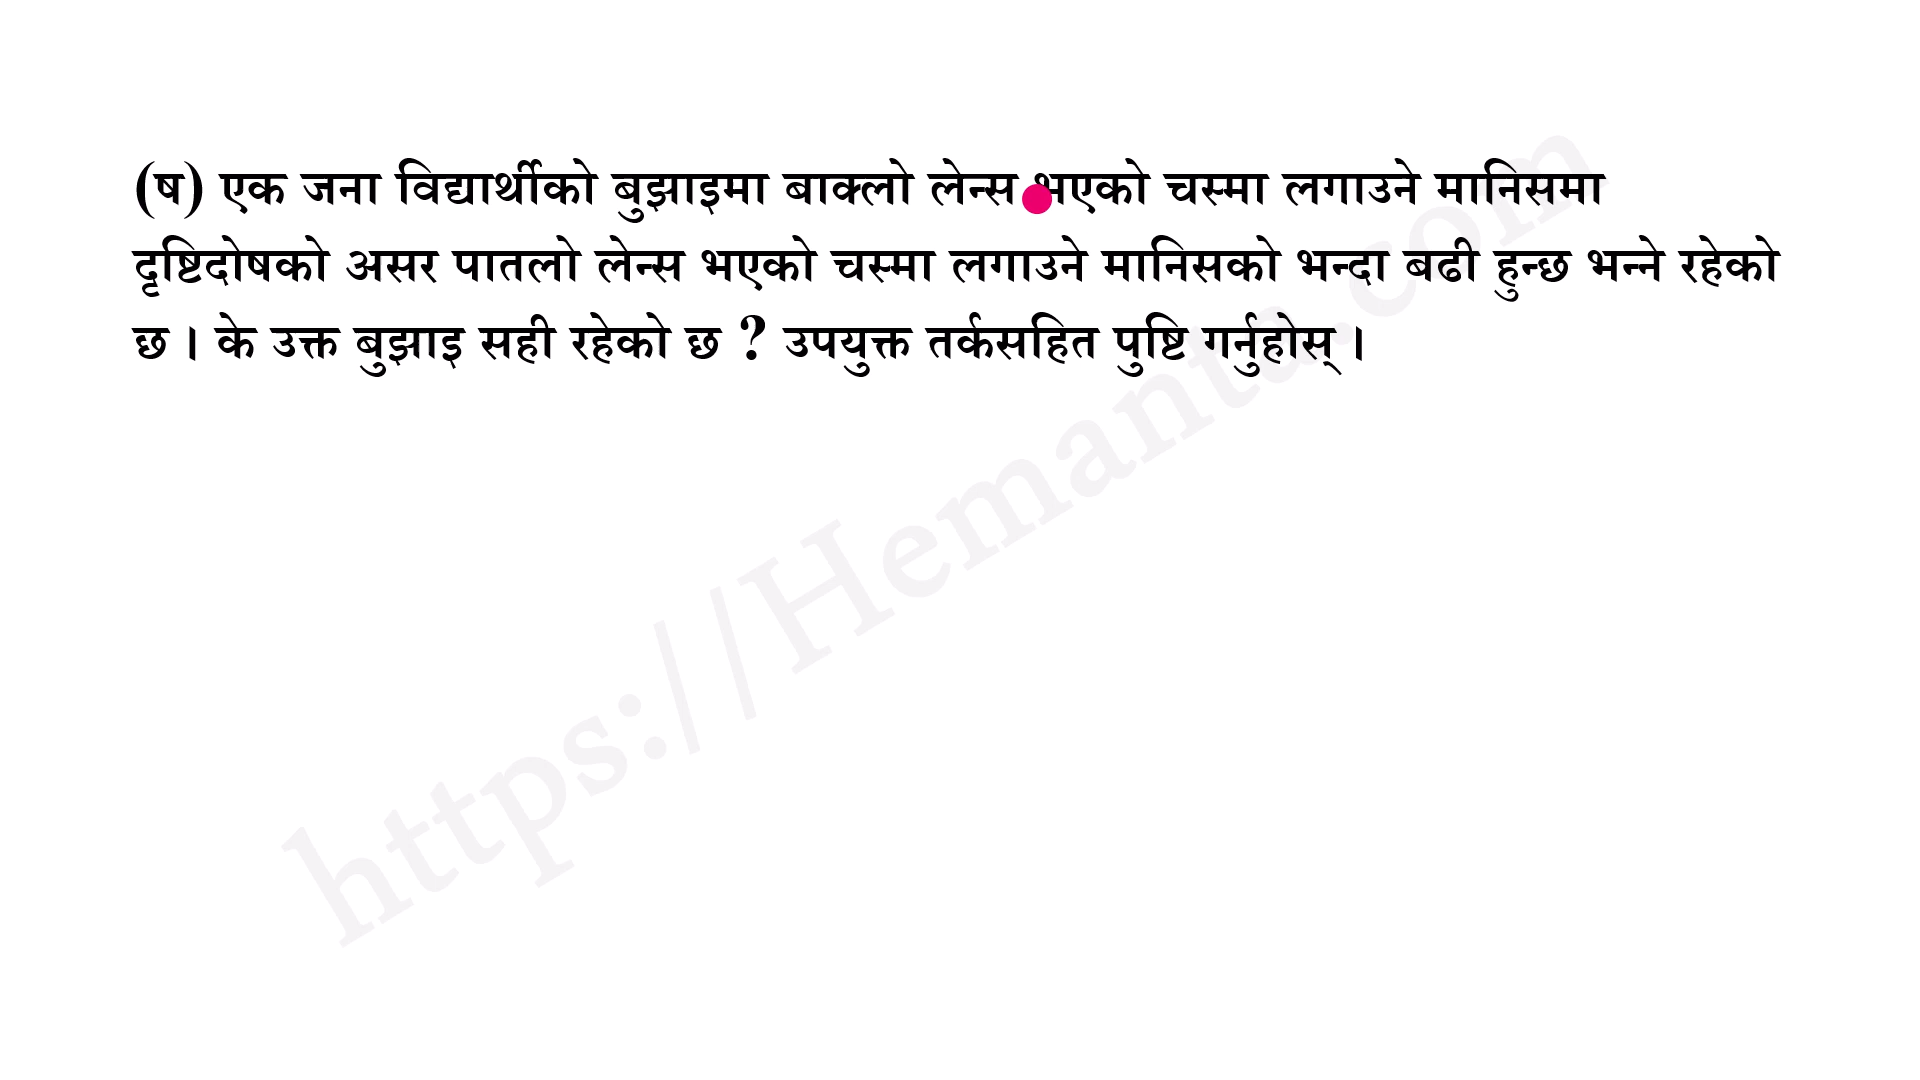 (ष) एक जना विद्यार्थीको बुझाइमा बाक्लो लेन्स भएको चस्मा लगाउने मानिसमा
दृष्टिदोषको असर पातलो लेन्स भएको चस्मा लगाउने मानिसको भन्दा बढी हुन्छ भन्ने रहेको
छ । के उक्त बुझाइ सही रहेको छ ? उपयुक्त तर्कसहित पुष्टि गर्नुहोस् ।
https://Hemanta.com